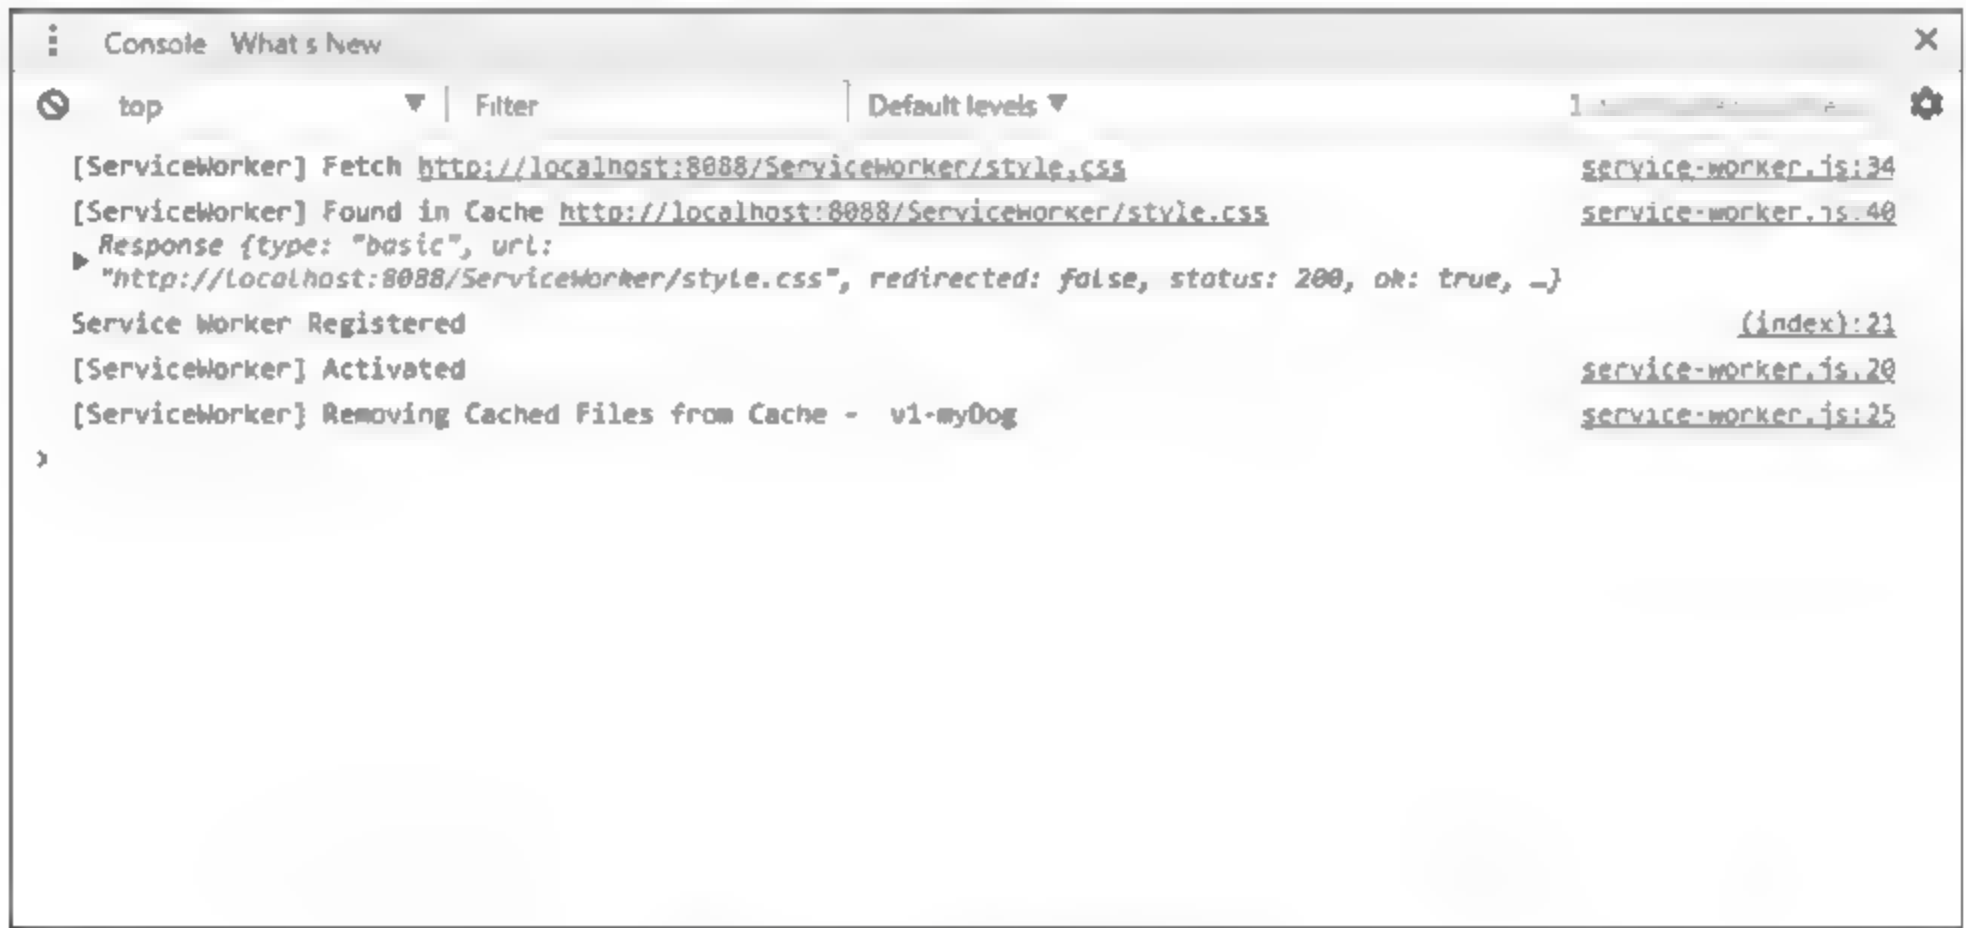 Console What s New
top Filter Default levels 1
[ServiceWorker] Fetch http://localhost:8088/ServiceWorker/style.css service-worker.js:34
[ServiceWorker] Found in Cache http://localhost:8088/ServiceWorker/style.css service-worker.js:40
Response {type: "basic", url:
"http://localhost:8088/ServiceWorker/style.css", redirected: false, status: 200, ok: true, …}
Service Worker Registered (index):21
[ServiceWorker] Activated service-worker.js:20
[ServiceWorker] Removing Cached Files from Cache - v1-myDog service-worker.js:25